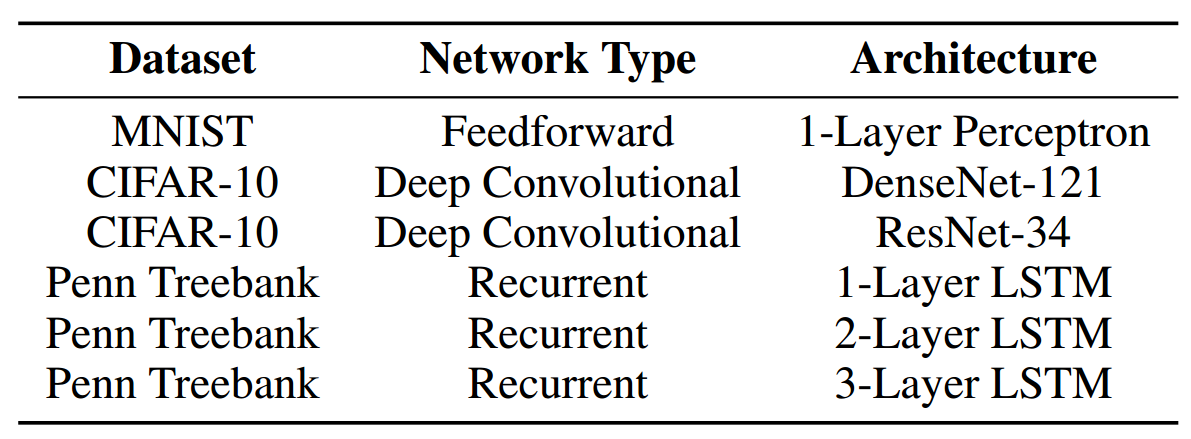 Dataset Network Type Architecture
MNIST Feedforward 1-Layer Perceptron
CIFAR-10 Deep Convolutional DenseNet-121
CIFAR-10 Deep Convolutional ResNet-34
Penn Treebank Recurrent 1-Layer LSTM
Penn Treebank Recurrent 2-Layer LSTM
Penn Treebank Recurrent 3-Layer LSTM